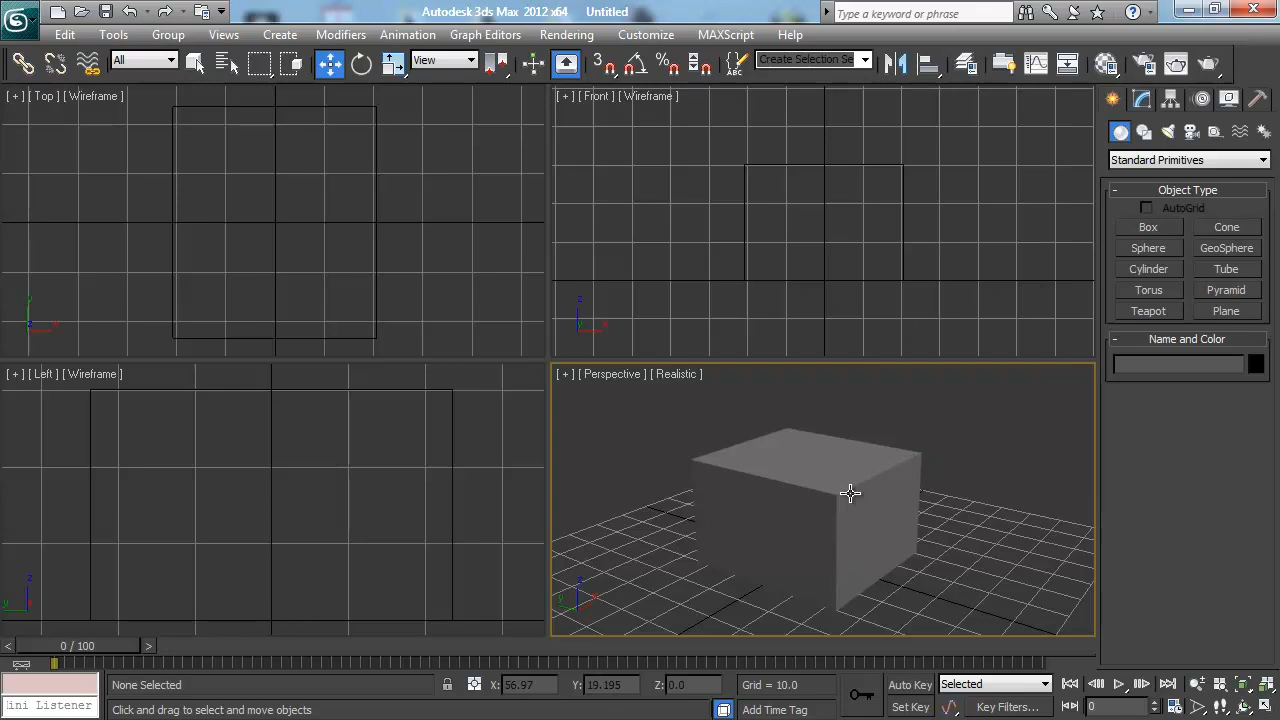 Autodesk 3ds Max 2012 x64 Untitled
Type a keyword or phrase
Edit Tools Group Views Create Modifiers Animation Graph Editors Rendering Customize MAXScript Help
All View 3 Create Selection Se
[ + ] [ Top ] [ Wireframe ]
[ + ] [ Front ] [ Wireframe ]
Standard Primitives
- Object Type
AutoGrid
Box Cone
Sphere GeoSphere
Cylinder Tube
Torus Pyramid
Teapot Plane
- Name and Color
y
z x
z
y x
[ + ] [ Left ] [ Wireframe ]
[ + ] [ Perspective ] [ Realistic ]
z
y x
z
y x
< 0 / 100 >
None Selected X: 56.97 Y: 19.195 Z: 0.0 Grid = 10.0 Auto Key Selected
ini Listener Click and drag to select and move objects Add Time Tag Set Key Key Filters... 0